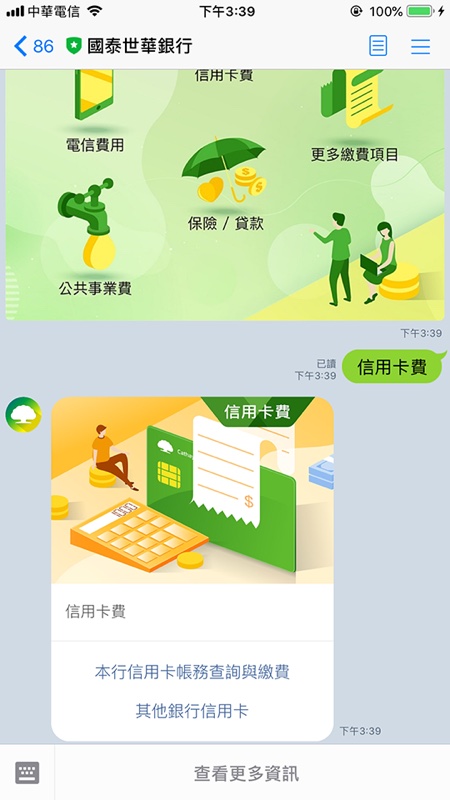 中華電信
下午3:39
100%
86
國泰世華銀行
信用卡費
電信費用
更多繳費項目
保險 / 貸款
公共事業費
下午3:39
已讀
下午3:39
信用卡費
信用卡費
Catha
$
信用卡費
本行信用卡帳務查詢與繳費
其他銀行信用卡
下午3:39
查看更多資訊